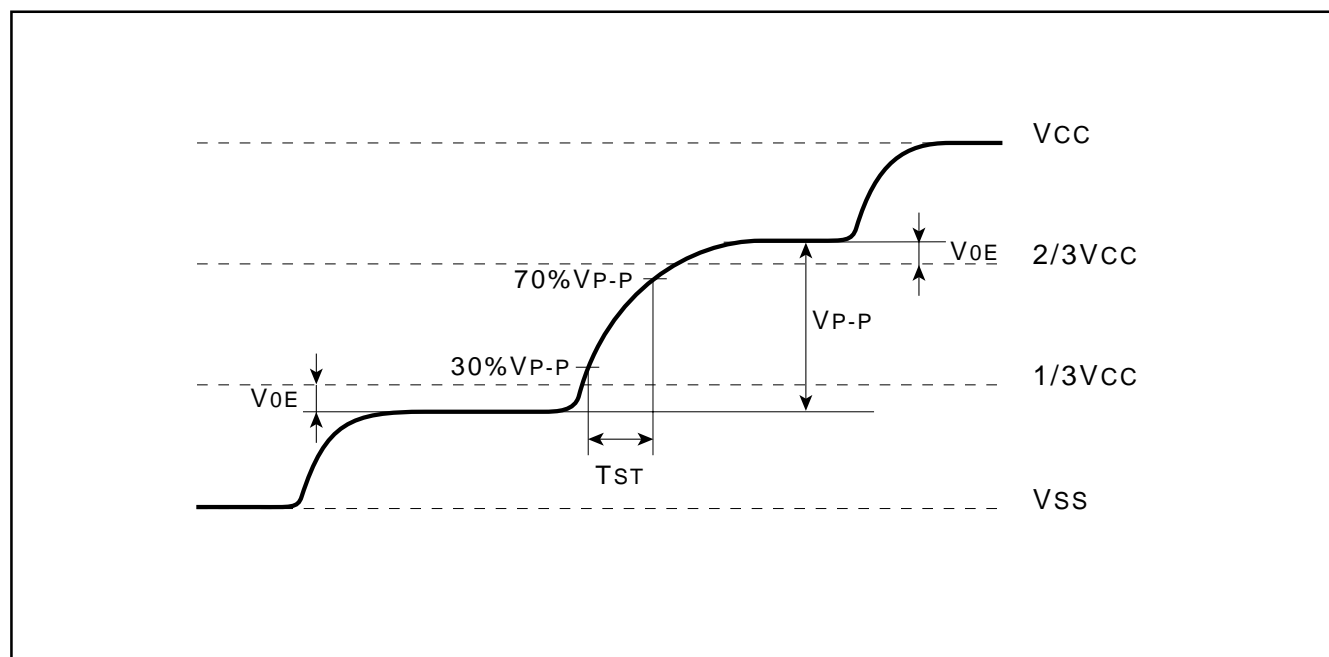 VCC
V0E
2/3VCC
70%VP-P
VP-P
30%VP-P
1/3VCC
V0E
TST
VSS